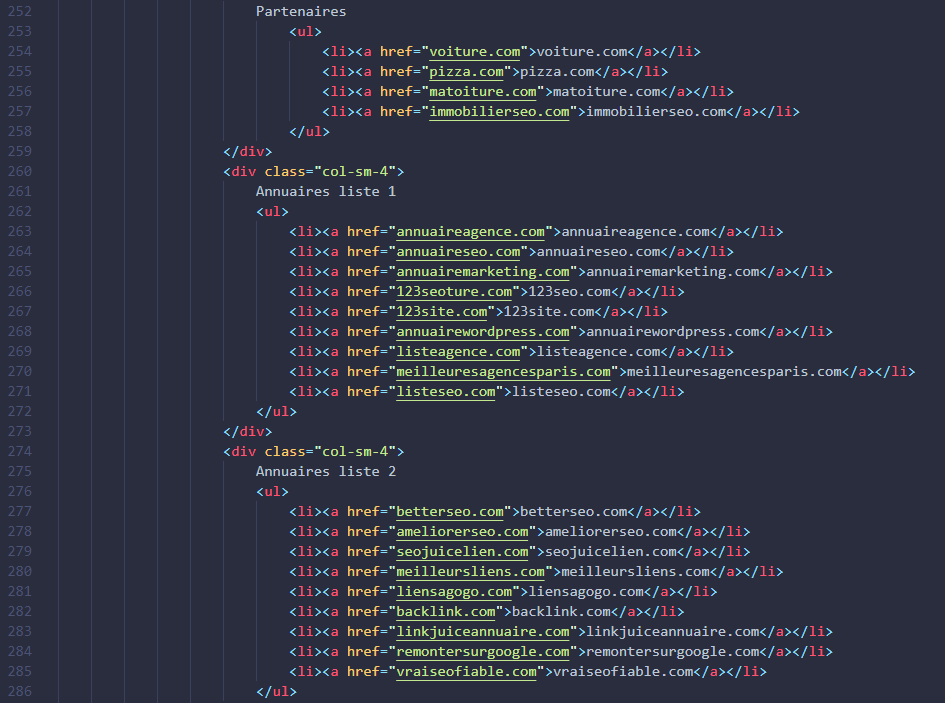 252 Partenaires
253 <ul>
254 <li><a href="voiture.com">voiture.com</a></li>
255 <li><a href="pizza.com">pizza.com</a></li>
256 <li><a href="matoiture.com">matoiture.com</a></li>
257 <li><a href="immobilierseo.com">immobilierseo.com</a></li>
258 </ul>
259 </div>
260 <div class="col-sm-4">
261 Annuaires liste 1
262 <ul>
263 <li><a href="annuaireagence.com">annuaireagence.com</a></li>
264 <li><a href="annuaireseo.com">annuaireseo.com</a></li>
265 <li><a href="annuairemarketing.com">annuairemarketing.com</a></li>
266 <li><a href="123seoture.com">123seo.com</a></li>
267 <li><a href="123site.com">123site.com</a></li>
268 <li><a href="annuairewordpress.com">annuairewordpress.com</a></li>
269 <li><a href="listeagence.com">listeagence.com</a></li>
270 <li><a href="meilleuresagencesparis.com">meilleuresagencesparis.com</a></li>
271 <li><a href="listeseo.com">listeseo.com</a></li>
272 </ul>
273 </div>
274 <div class="col-sm-4">
275 Annuaires liste 2
276 <ul>
277 <li><a href="betterseo.com">betterseo.com</a></li>
278 <li><a href="ameliorerseo.com">ameliorerseo.com</a></li>
279 <li><a href="seojuicelien.com">seojuicelien.com</a></li>
280 <li><a href="meilleursliens.com">meilleursliens.com</a></li>
281 <li><a href="liensagogo.com">liensagogo.com</a></li>
282 <li><a href="backlink.com">backlink.com</a></li>
283 <li><a href="linkjuiceannuaire.com">linkjuiceannuaire.com</a></li>
284 <li><a href="remontersurgoogle.com">remontersurgoogle.com</a></li>
285 <li><a href="vraiseofiable.com">vraiseofiable.com</a></li>
286 </ul>